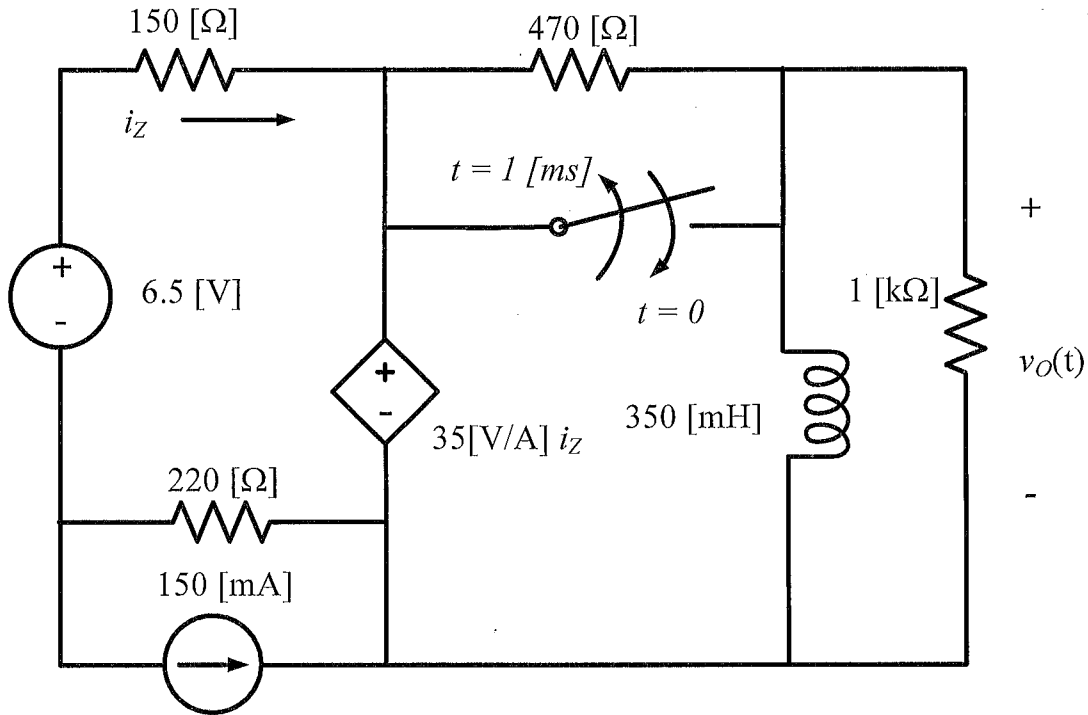 150 [Ω]
470 [Ω]
i_Z
t = 1 [ms]
+
+
-
6.5 [V]
1 [kΩ]
t = 0
v_O(t)
+
-
350 [mH]
35[V/A] i_Z
220 [Ω]
-
150 [mA]